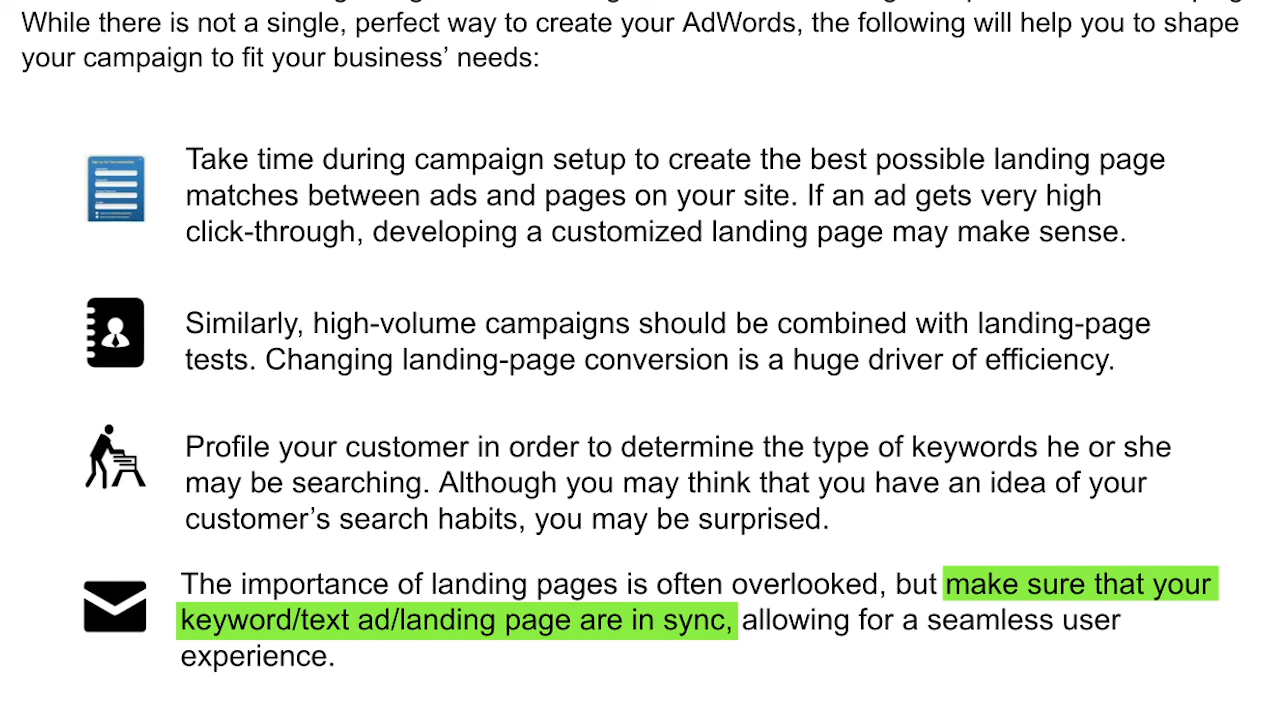 While there is not a single, perfect way to create your AdWords, the following will help you to shape
your campaign to fit your business’ needs:
Take time during campaign setup to create the best possible landing page
matches between ads and pages on your site. If an ad gets very high
click-through, developing a customized landing page may make sense.
Similarly, high-volume campaigns should be combined with landing-page
tests. Changing landing-page conversion is a huge driver of efficiency.
Profile your customer in order to determine the type of keywords he or she
may be searching. Although you may think that you have an idea of your
customer’s search habits, you may be surprised.
The importance of landing pages is often overlooked, but make sure that your
keyword/text ad/landing page are in sync, allowing for a seamless user
experience.